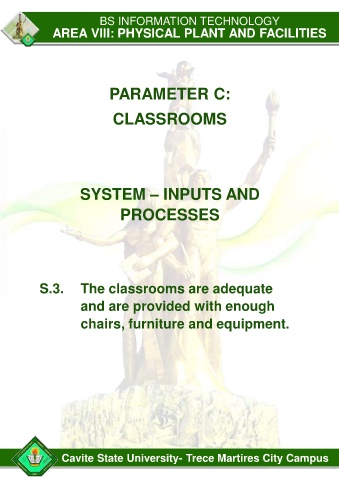 BS INFORMATION TECHNOLOGY
AREA VIII: PHYSICAL PLANT AND FACILITIES
PARAMETER C:
CLASSROOMS
SYSTEM – INPUTS AND
PROCESSES
S.3. The classrooms are adequate
and are provided with enough
chairs, furniture and equipment.
Cavite State University- Trece Martires City Campus